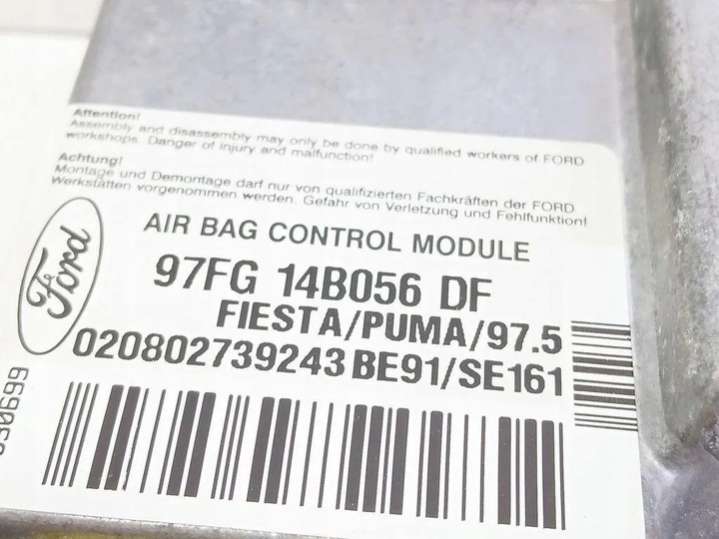 Attention!
Assembly and disassembly may only be done by qualified workers of FORD
workshops. Danger of injury and malfunction!
Achtung!
Montage und Demontage darf nur von qualifizierten Fachkräften der FORD
Werkstätten vorgenommen werden. Gefahr von Verletzung und Fehlfunktion!
Ford
AIR BAG CONTROL MODULE
97FG 14B056 DF
FIESTA/PUMA/97.5
020802739243 BE91/SE161